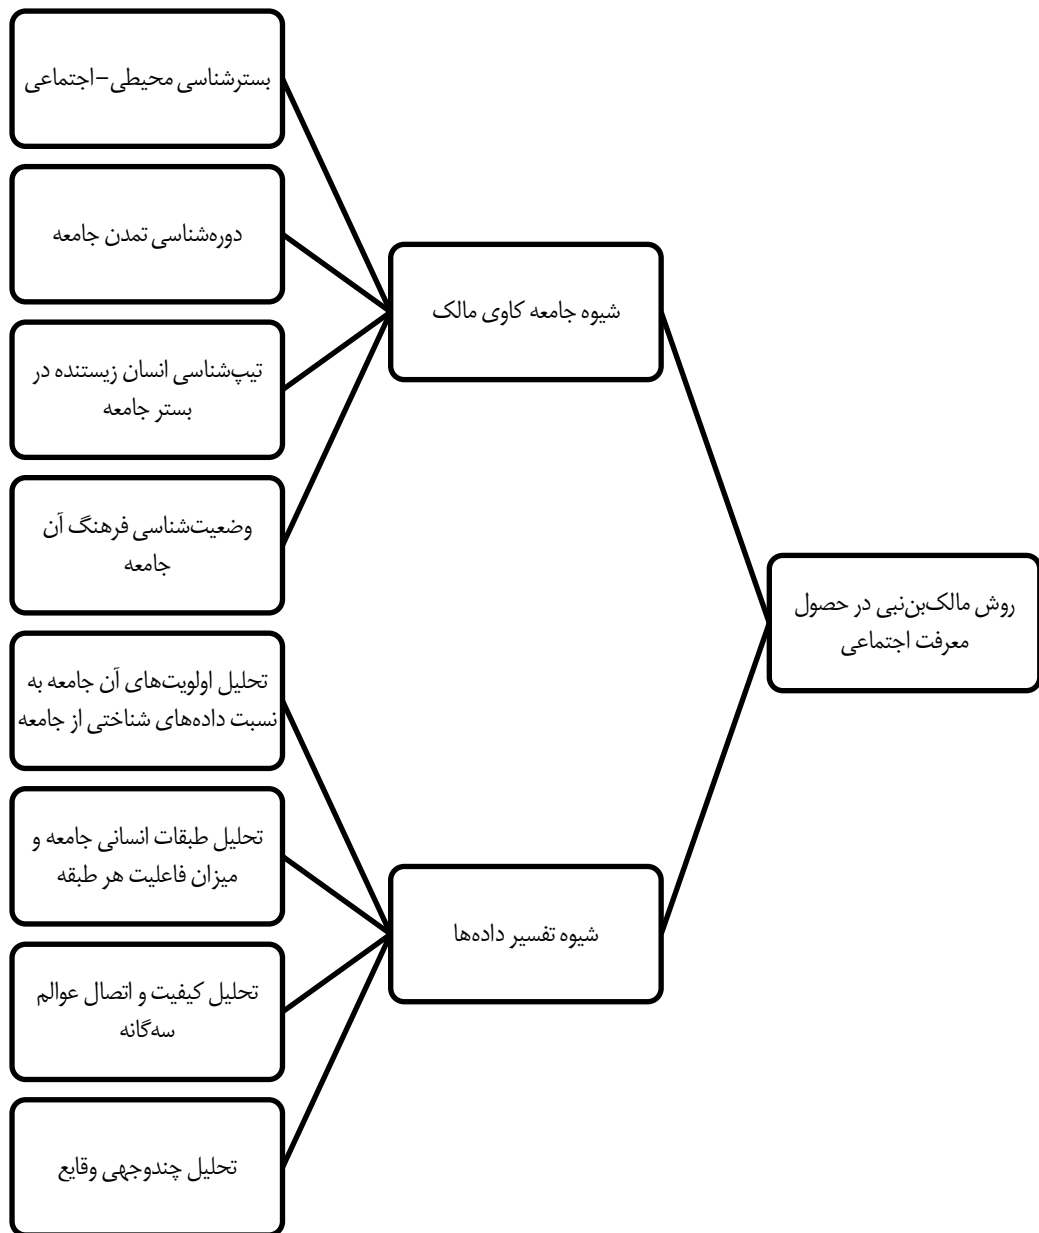 روش مالک‌بن‌نبی در حصول
معرفت اجتماعی
شیوه جامعه کاوی مالک
بسترشناسی محیطی-اجتماعی
دوره‌شناسی تمدن جامعه
تیپ‌شناسی انسان زیستنده در
بستر جامعه
وضعیت‌شناسی فرهنگ آن
جامعه
شیوه تفسیر داده‌ها
تحلیل اولویت‌های آن جامعه به
نسبت داده‌های شناختی از جامعه
تحلیل طبقات انسانی جامعه و
میزان فاعلیت هر طبقه
تحلیل کیفیت و اتصال عوالم
سه‌گانه
تحلیل چندوجهی وقایع